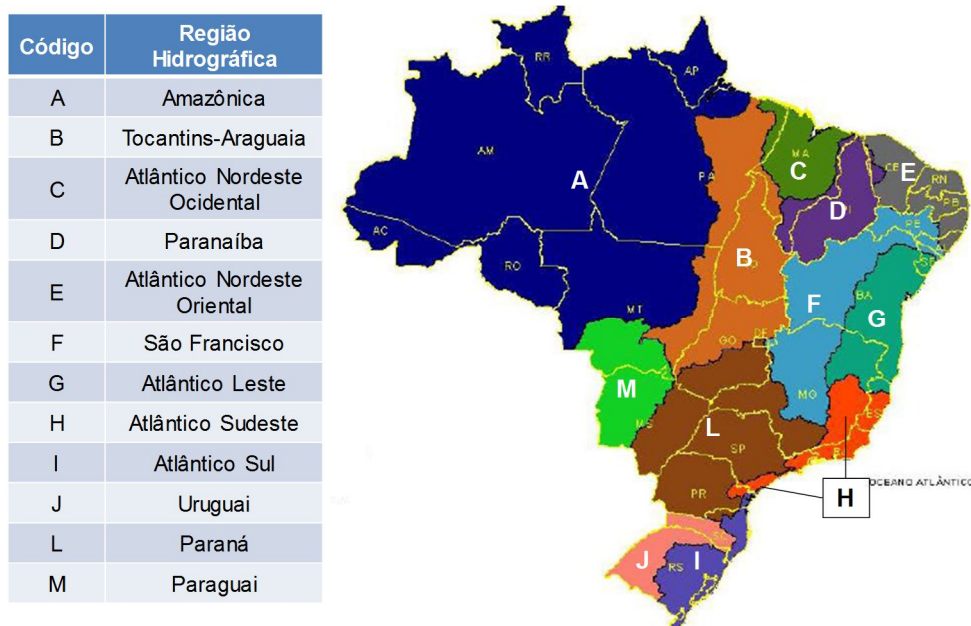 Código Região Hidrográfica
A Amazônica
B Tocantins-Araguaia
C Atlântico Nordeste Ocidental
D Paranaíba
E Atlântico Nordeste Oriental
F São Francisco
G Atlântico Leste
H Atlântico Sudeste
I Atlântico Sul
J Uruguai
L Paraná
M Paraguai
RR
AP
AM
A
PA
MA
C
CE
E
RN
PB
D
PE
AC
RO
B
SE
MT
F
BA
G
GO
DF
M
MS
MG
ES
L
SP
OCEANO ATLÂNTICO
H
PR
SC
J
RS
I